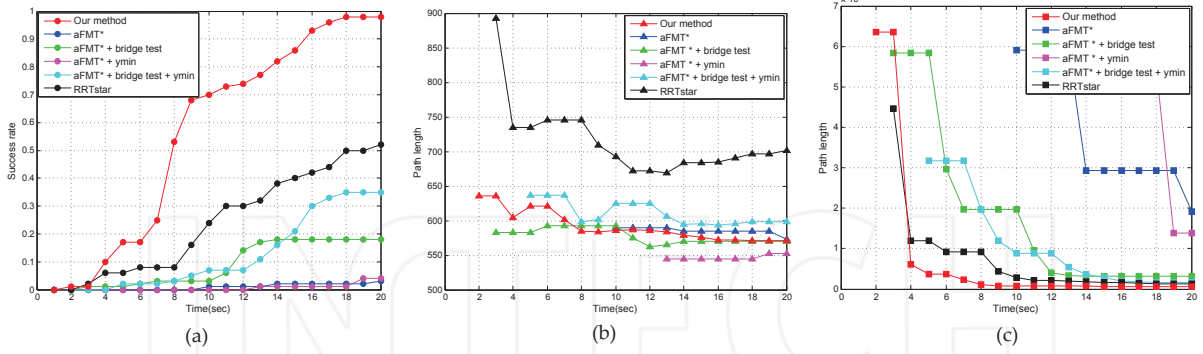 Our method
aFMT*
aFMT* + bridge test
aFMT* + ymin
aFMT* + bridge test + ymin
RRTstar
Success rate
1
0.9
0.8
0.7
0.6
0.5
0.4
0.3
0.2
0.1
0
0 2 4 6 8 10 12 14 16 18 20
Time(sec)
(a)
Our method
aFMT*
aFMT * + bridge test
aFMT * + ymin
aFMT* + bridge test + ymin
RRTstar
Path length
900
850
800
750
700
650
600
550
500
0 2 4 6 8 10 12 14 16 18 20
Time(sec)
(b)
Our method
aFMT*
aFMT * + bridge test
aFMT * + ymin
aFMT* + bridge test + ymin
RRTstar
Path length
7
6
5
4
3
2
1
0
0 2 4 6 8 10 12 14 16 18 20
Time(sec)
(c)